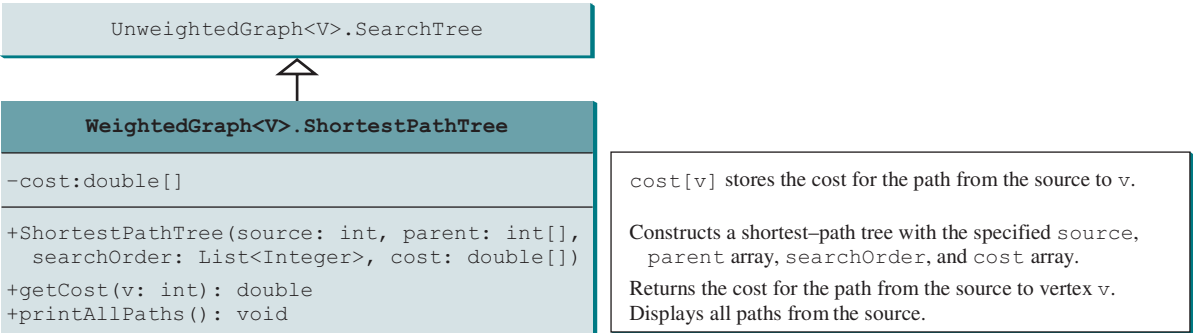 UnweightedGraph<V>.SearchTree
WeightedGraph<V>.ShortestPathTree
-cost:double[]
cost[v] stores the cost for the path from the source to v.
+ShortestPathTree(source: int, parent: int[],
searchOrder: List<Integer>, cost: double[])
Constructs a shortest–path tree with the specified source,
parent array, searchOrder, and cost array.
+getCost(v: int): double
Returns the cost for the path from the source to vertex v.
+printAllPaths(): void
Displays all paths from the source.